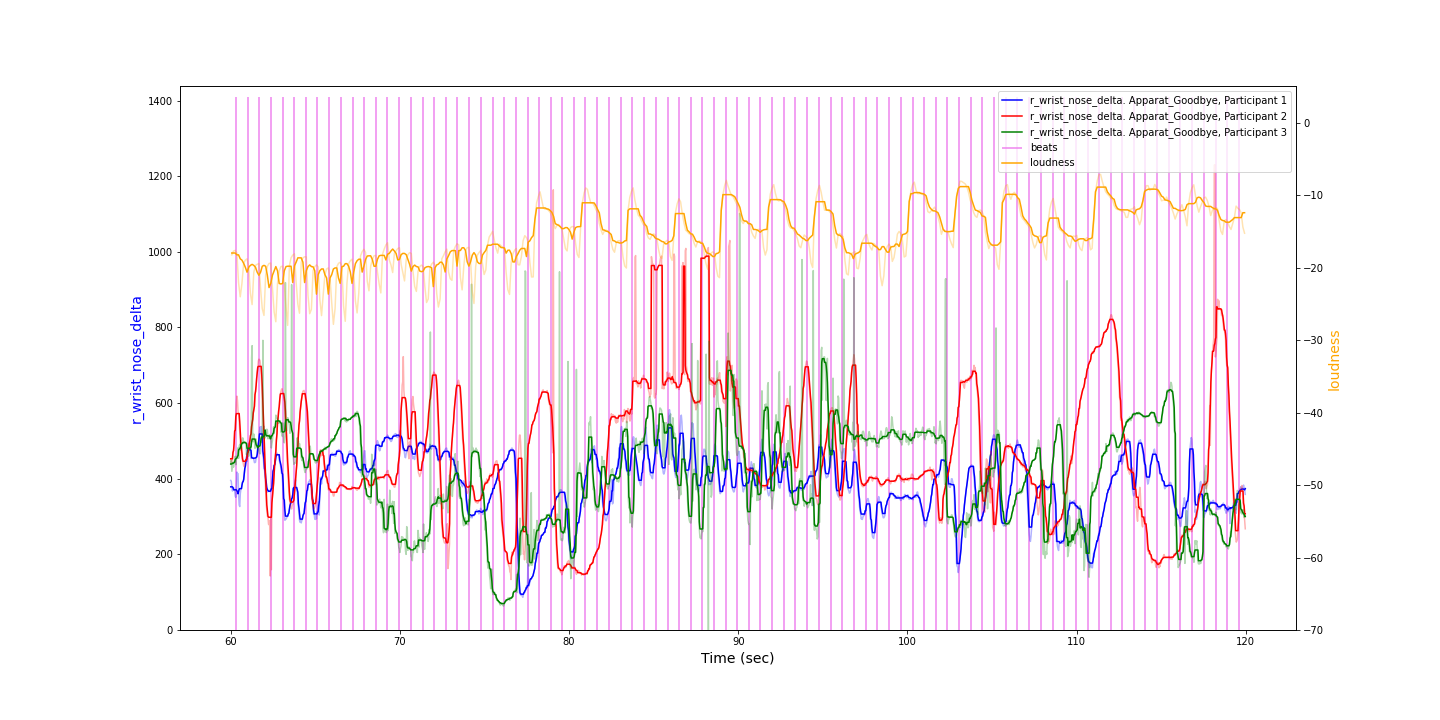 r_wrist_nose_delta. Apparat_Goodbye, Participant 1
r_wrist_nose_delta. Apparat_Goodbye, Participant 2
r_wrist_nose_delta. Apparat_Goodbye, Participant 3
beats
loudness
1400
1200
1000
800
600
400
200
0
r_wrist_nose_delta
0
−10
−20
−30
−40
−50
−60
−70
loudness
60
70
80
90
100
110
120
Time (sec)